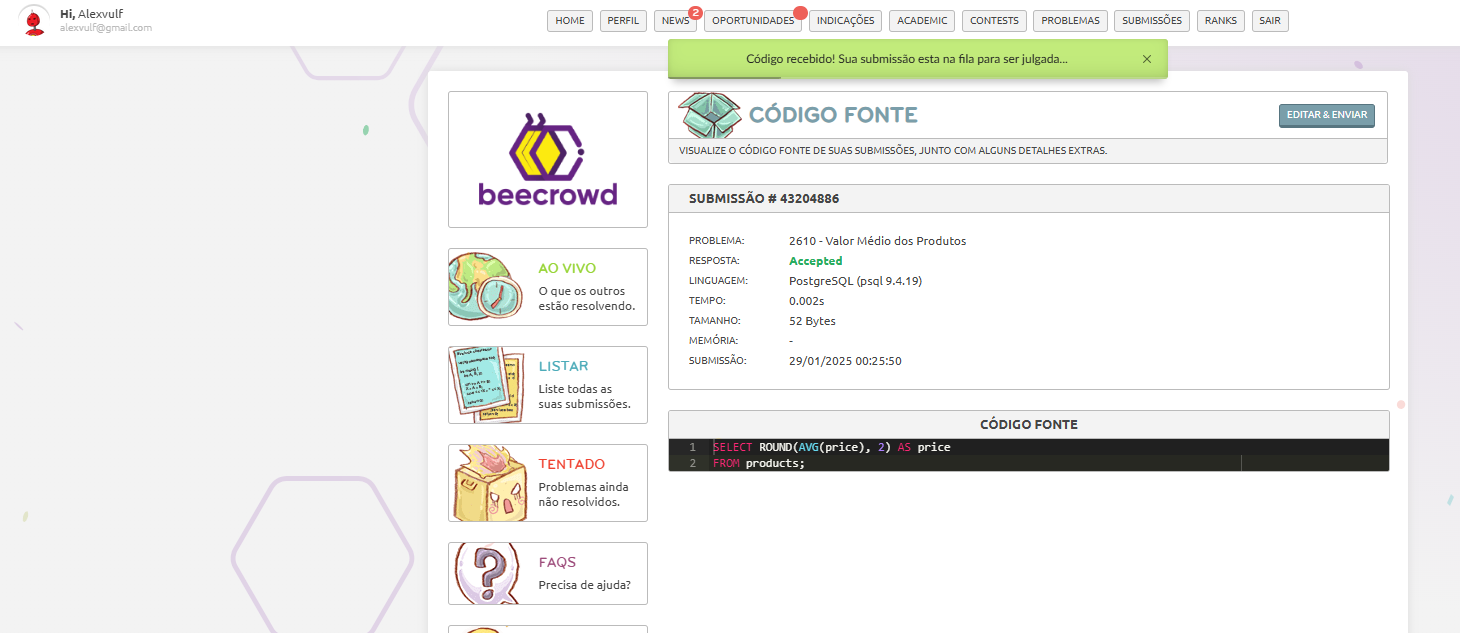 Hi, Alexvulf
alexvulf@gmail.com
HOME
PERFIL
NEWS
2
OPORTUNIDADES
INDICAÇÕES
ACADEMIC
CONTESTS
PROBLEMAS
SUBMISSÕES
RANKS
SAIR
Código recebido! Sua submissão esta na fila para ser julgada...
×
beecrowd
AO VIVO
O que os outros
estão resolvendo.
LISTAR
Liste todas as
suas submissões.
TENTADO
Problemas ainda
não resolvidos.
FAQS
Precisa de ajuda?
CÓDIGO FONTE
EDITAR & ENVIAR
VISUALIZE O CÓDIGO FONTE DE SUAS SUBMISSÕES, JUNTO COM ALGUNS DETALHES EXTRAS.
SUBMISSÃO # 43204886
PROBLEMA: 2610 - Valor Médio dos Produtos
RESPOSTA: Accepted
LINGUAGEM: PostgreSQL (psql 9.4.19)
TEMPO: 0.002s
TAMANHO: 52 Bytes
MEMÓRIA: -
SUBMISSÃO: 29/01/2025 00:25:50
CÓDIGO FONTE
1 SELECT ROUND(AVG(price), 2) AS price
2 FROM products;